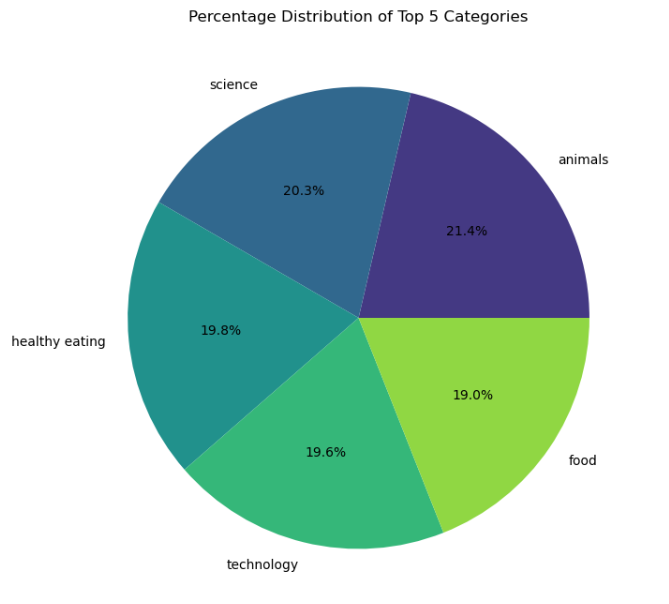 Percentage Distribution of Top 5 Categories
science
animals
20.3%
21.4%
19.8%
healthy eating
19.0%
19.6%
food
technology